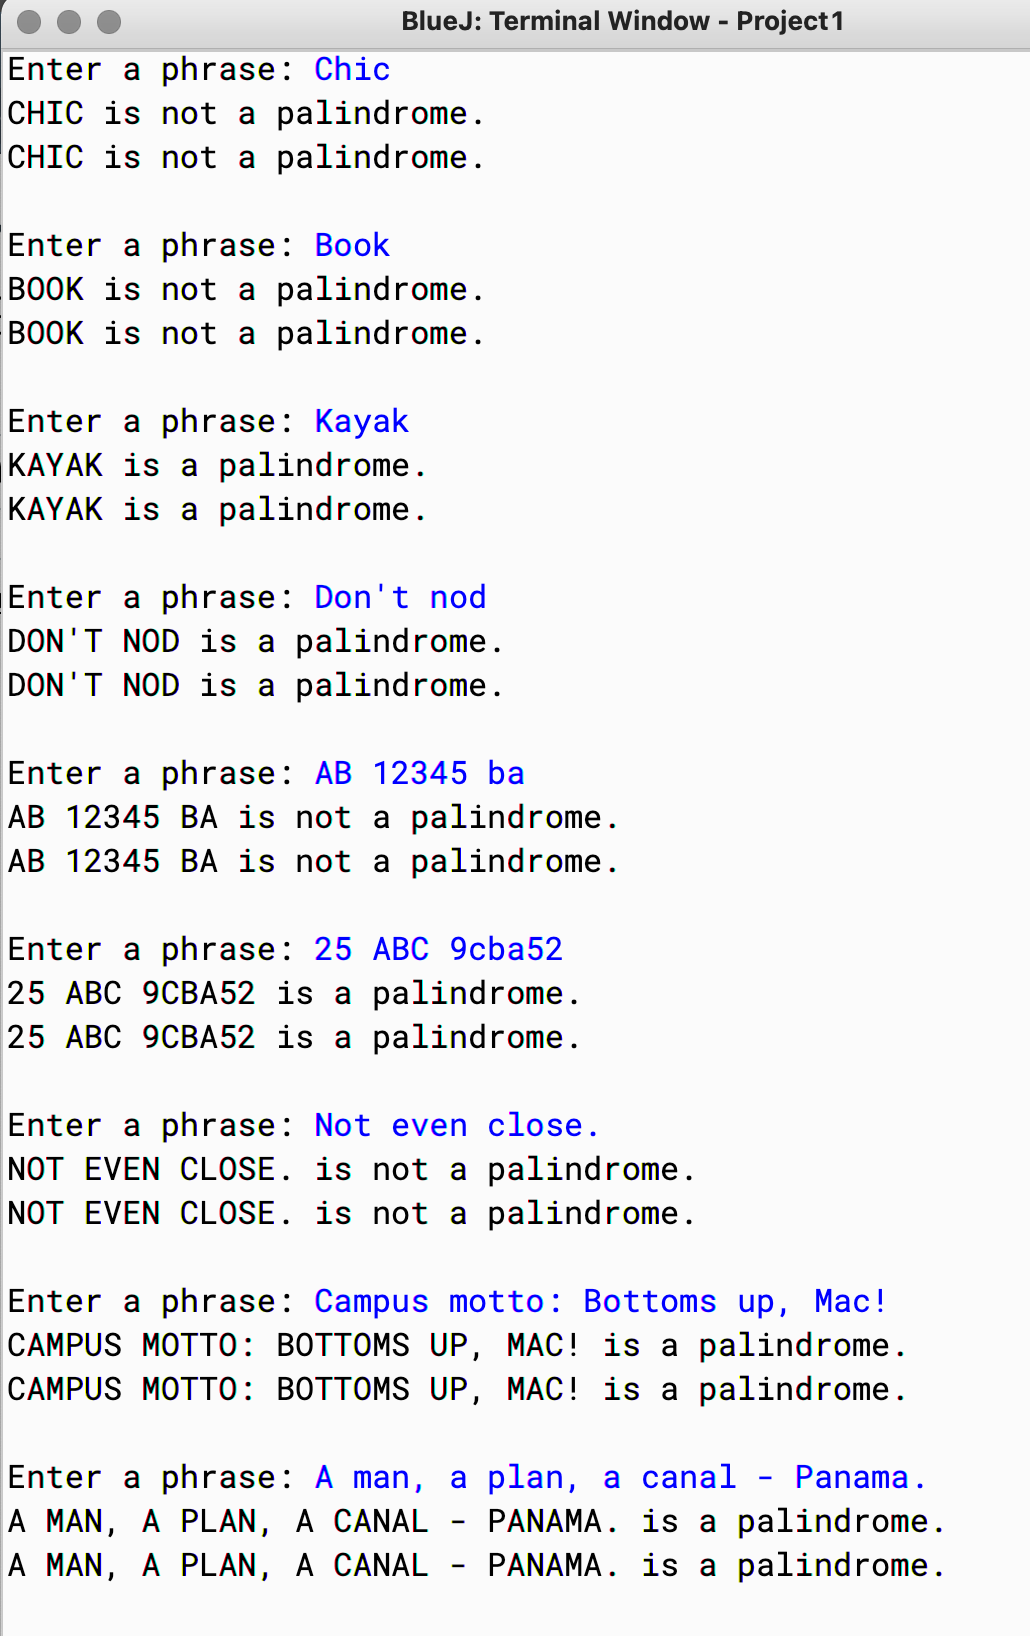 BlueJ: Terminal Window - Project1
Enter a phrase: Chic
CHIC is not a palindrome.
CHIC is not a palindrome.
Enter a phrase: Book
BOOK is not a palindrome.
BOOK is not a palindrome.
Enter a phrase: Kayak
KAYAK is a palindrome.
KAYAK is a palindrome.
Enter a phrase: Don't nod
DON'T NOD is a palindrome.
DON'T NOD is a palindrome.
Enter a phrase: AB 12345 ba
AB 12345 BA is not a palindrome.
AB 12345 BA is not a palindrome.
Enter a phrase: 25 ABC 9cba52
25 ABC 9CBA52 is a palindrome.
25 ABC 9CBA52 is a palindrome.
Enter a phrase: Not even close.
NOT EVEN CLOSE. is not a palindrome.
NOT EVEN CLOSE. is not a palindrome.
Enter a phrase: Campus motto: Bottoms up, Mac!
CAMPUS MOTTO: BOTTOMS UP, MAC! is a palindrome.
CAMPUS MOTTO: BOTTOMS UP, MAC! is a palindrome.
Enter a phrase: A man, a plan, a canal - Panama.
A MAN, A PLAN, A CANAL - PANAMA. is a palindrome.
A MAN, A PLAN, A CANAL - PANAMA. is a palindrome.